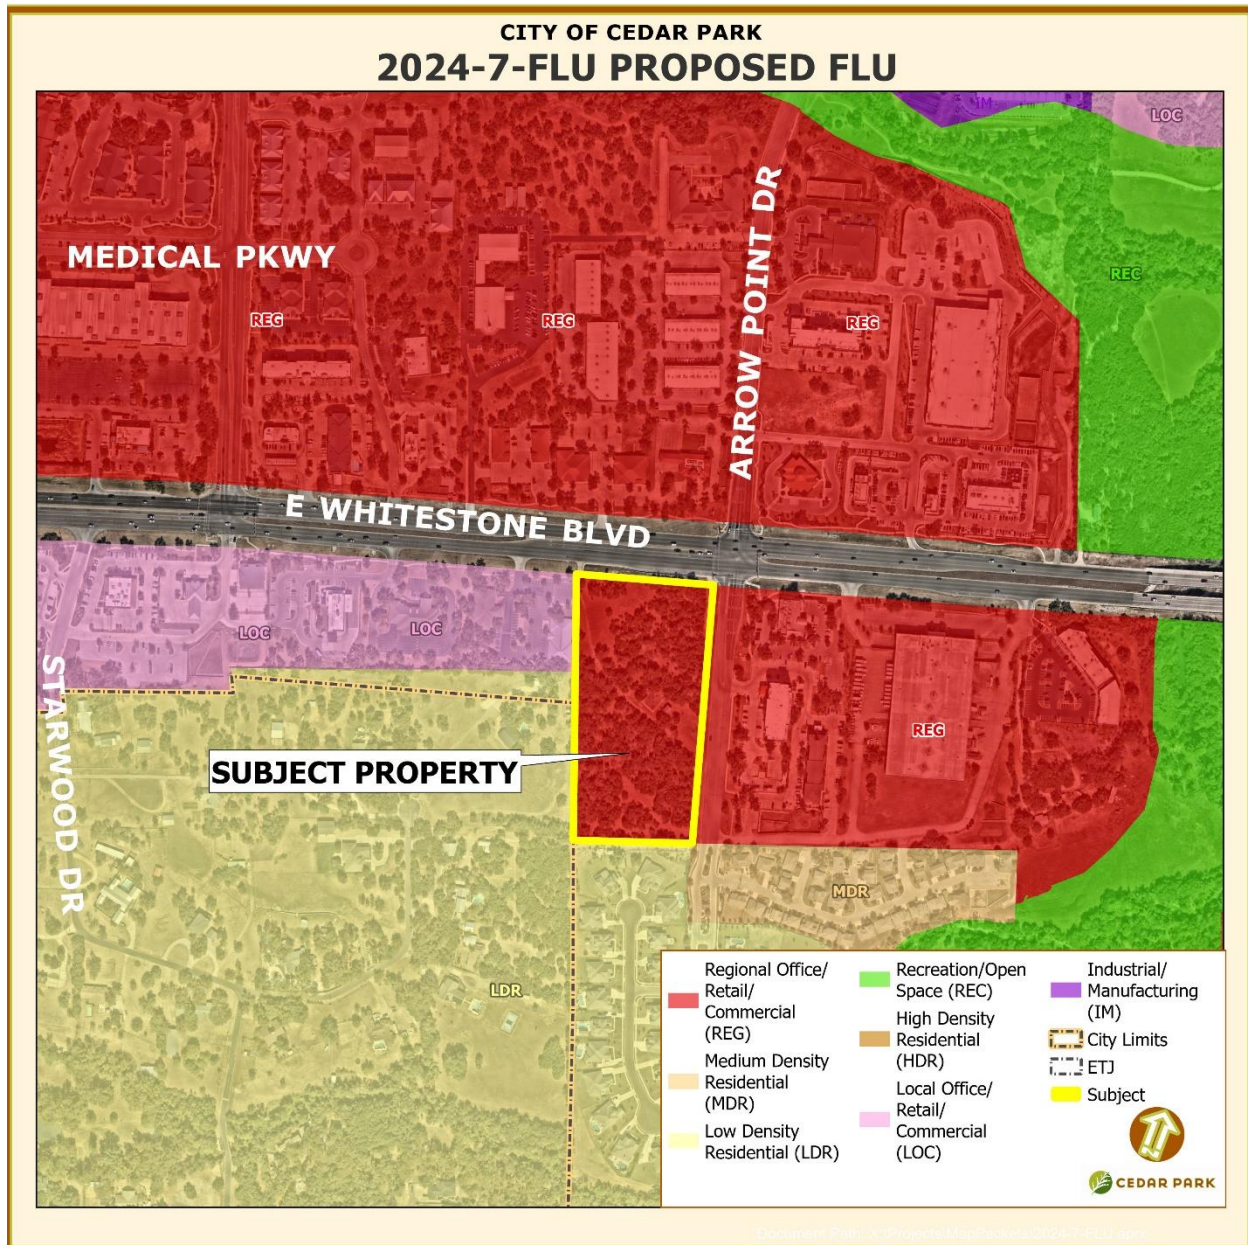 CITY OF CEDAR PARK
2024-7-FLU PROPOSED FLU
IM
LOC
MEDICAL PKWY
ARROW POINT DR
REC
REG
REG
REG
E WHITESTONE BLVD
LOC
LOC
STARWOOD DR
SUBJECT PROPERTY
REG
MDR
LDR
Regional Office/
Retail/
Commercial
(REG)
Medium Density
Residential
(MDR)
Low Density
Residential (LDR)
Recreation/Open
Space (REC)
High Density
Residential
(HDR)
Local Office/
Retail/
Commercial
(LOC)
Industrial/
Manufacturing
(IM)
City Limits
ETJ
Subject
N
CEDAR PARK